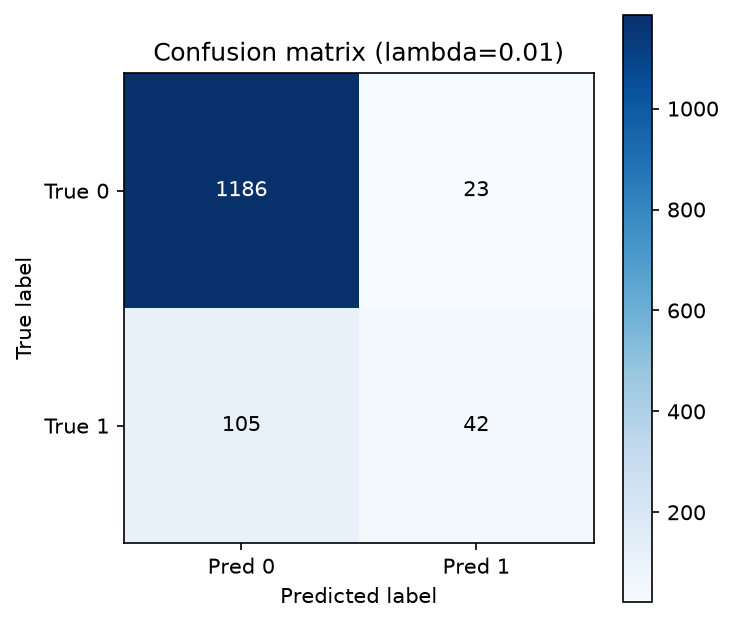 Confusion matrix (lambda=0.01)
True label
True 0
1186
23
True 1
105
42
Pred 0
Pred 1
Predicted label
1000
800
600
400
200